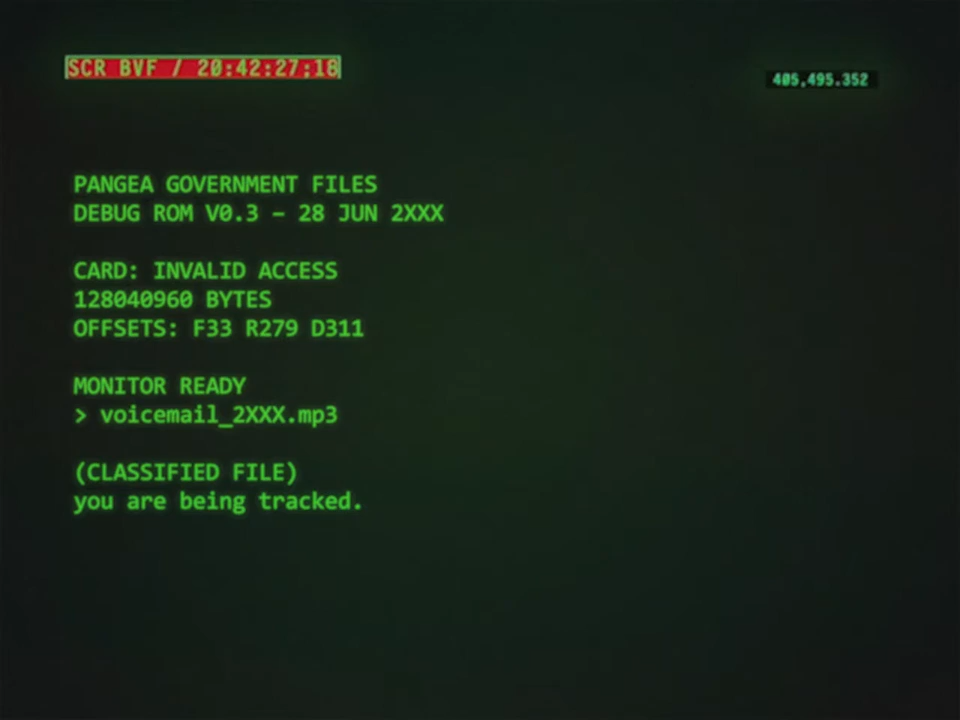 SCR BVF / 20:42:27:18
405,495.352
PANGEA GOVERNMENT FILES
DEBUG ROM V0.3 – 28 JUN 2XXX
CARD: INVALID ACCESS
128040960 BYTES
OFFSETS: F33 R279 D311
MONITOR READY
> voicemail_2XXX.mp3
(CLASSIFIED FILE)
you are being tracked.